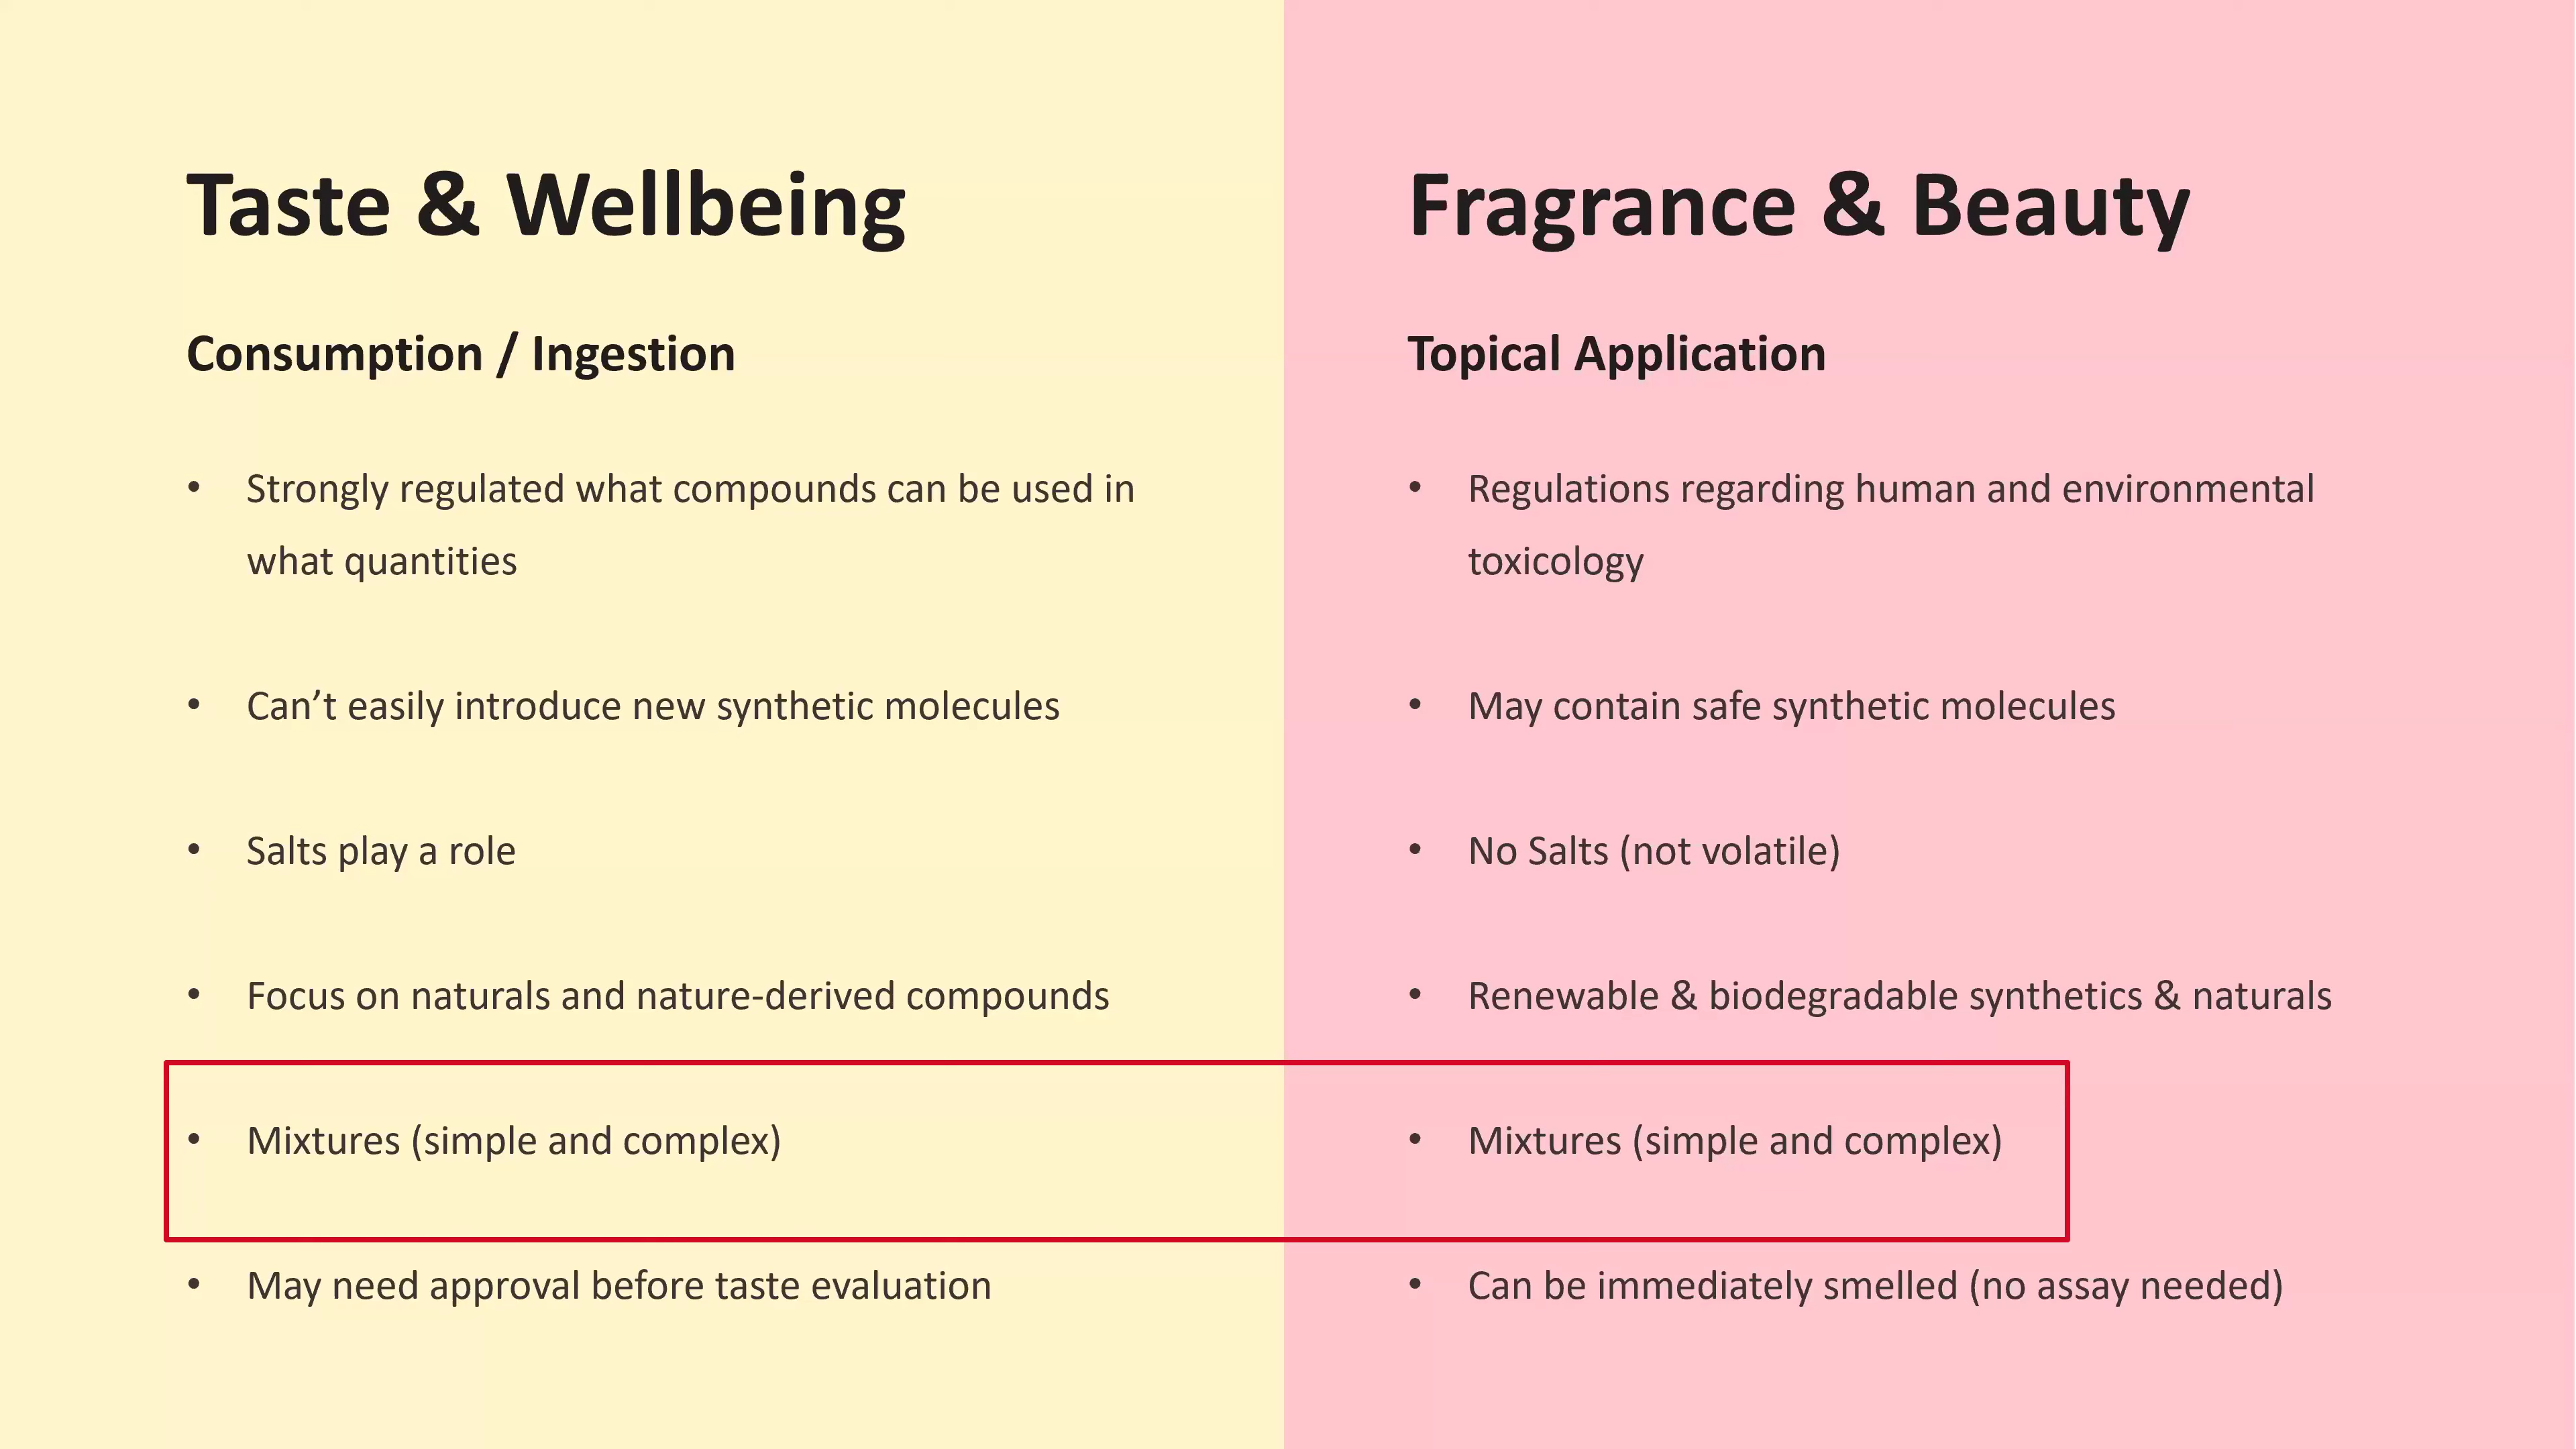 Taste & Wellbeing
Consumption / Ingestion
• Strongly regulated what compounds can be used in
what quantities
• Can’t easily introduce new synthetic molecules
• Salts play a role
• Focus on naturals and nature-derived compounds
• Mixtures (simple and complex)
• May need approval before taste evaluation
Fragrance & Beauty
Topical Application
• Regulations regarding human and environmental
toxicology
• May contain safe synthetic molecules
• No Salts (not volatile)
• Renewable & biodegradable synthetics & naturals
• Mixtures (simple and complex)
• Can be immediately smelled (no assay needed)